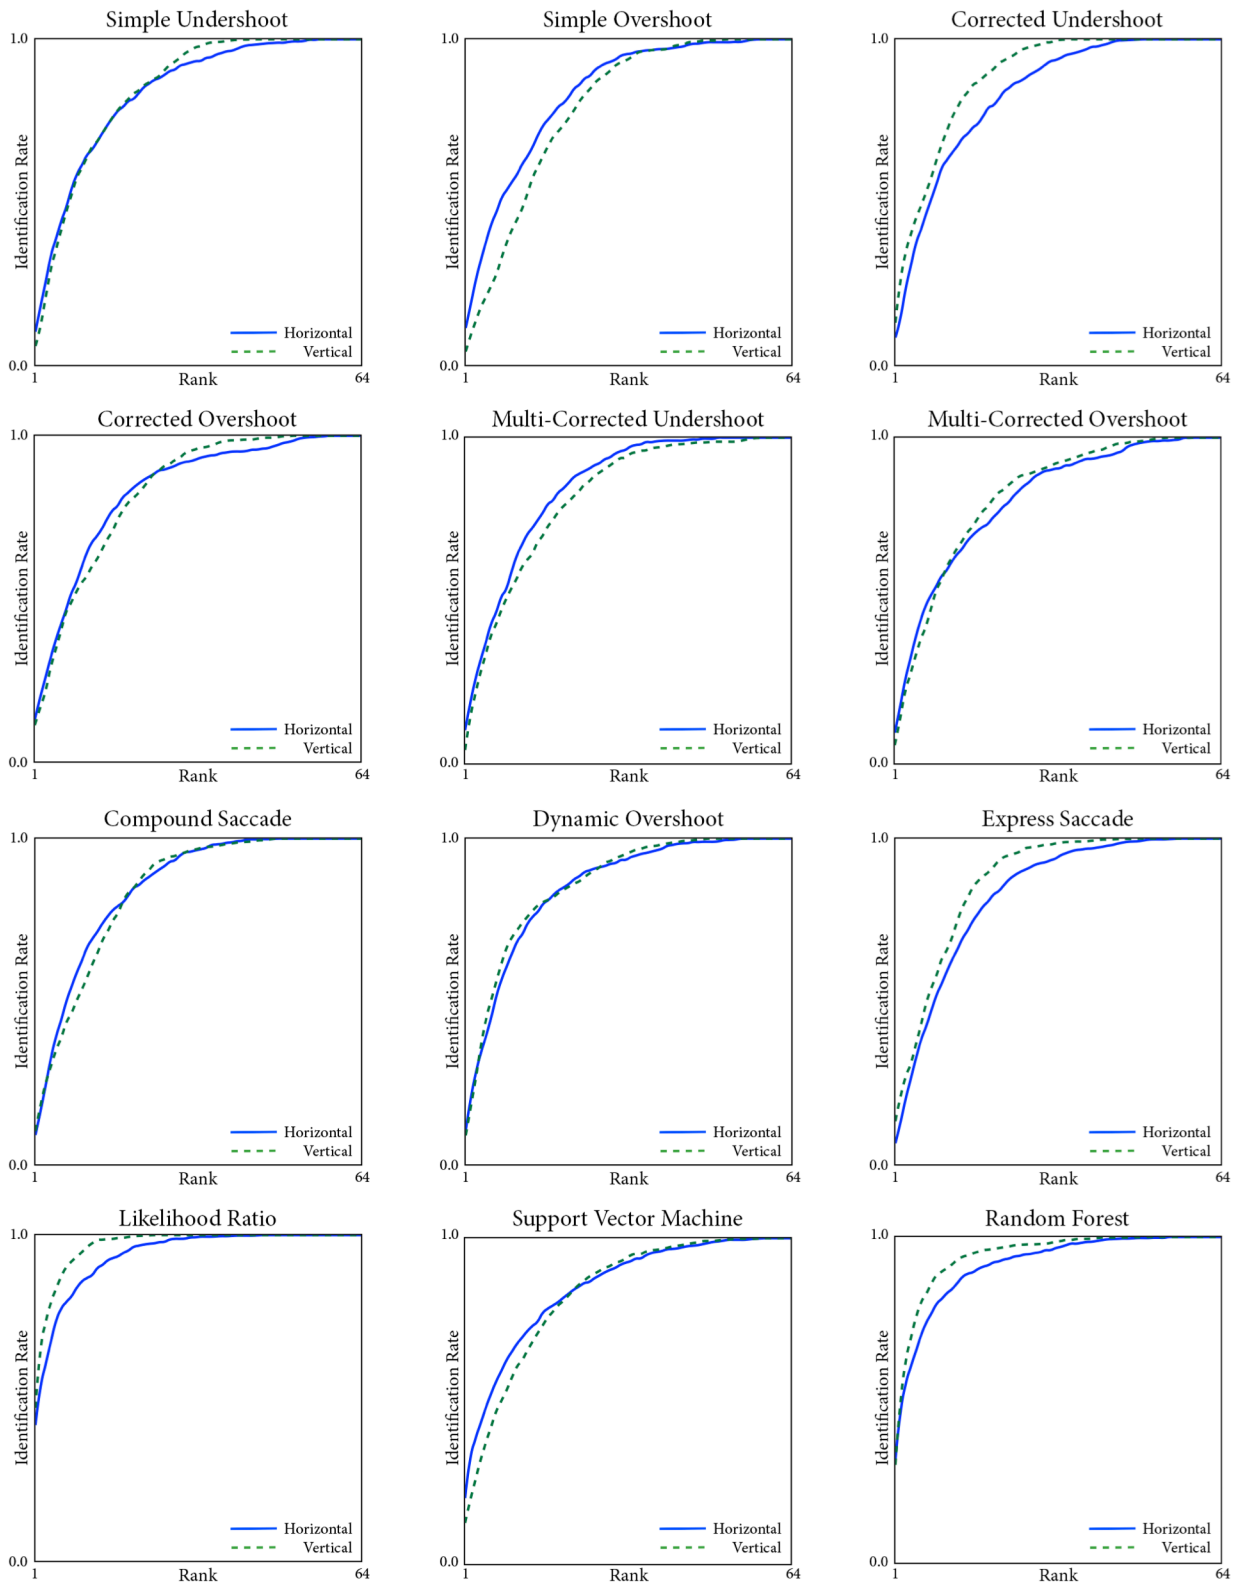 Simple Undershoot
1.0
Identification Rate
Horizontal
Vertical
0.0
1
Rank
64
Simple Overshoot
1.0
Identification Rate
Horizontal
Vertical
0.0
1
Rank
64
Corrected Undershoot
1.0
Identification Rate
Horizontal
Vertical
0.0
1
Rank
64
Corrected Overshoot
1.0
Identification Rate
Horizontal
Vertical
0.0
1
Rank
64
Multi-Corrected Undershoot
1.0
Identification Rate
Horizontal
Vertical
0.0
1
Rank
64
Multi-Corrected Overshoot
1.0
Identification Rate
Horizontal
Vertical
0.0
1
Rank
64
Compound Saccade
1.0
Identification Rate
Horizontal
Vertical
0.0
1
Rank
64
Dynamic Overshoot
1.0
Identification Rate
Horizontal
Vertical
0.0
1
Rank
64
Express Saccade
1.0
Identification Rate
Horizontal
Vertical
0.0
1
Rank
64
Likelihood Ratio
1.0
Identification Rate
Horizontal
Vertical
0.0
1
Rank
64
Support Vector Machine
1.0
Identification Rate
Horizontal
Vertical
0.0
1
Rank
64
Random Forest
1.0
Identification Rate
Horizontal
Vertical
0.0
1
Rank
64